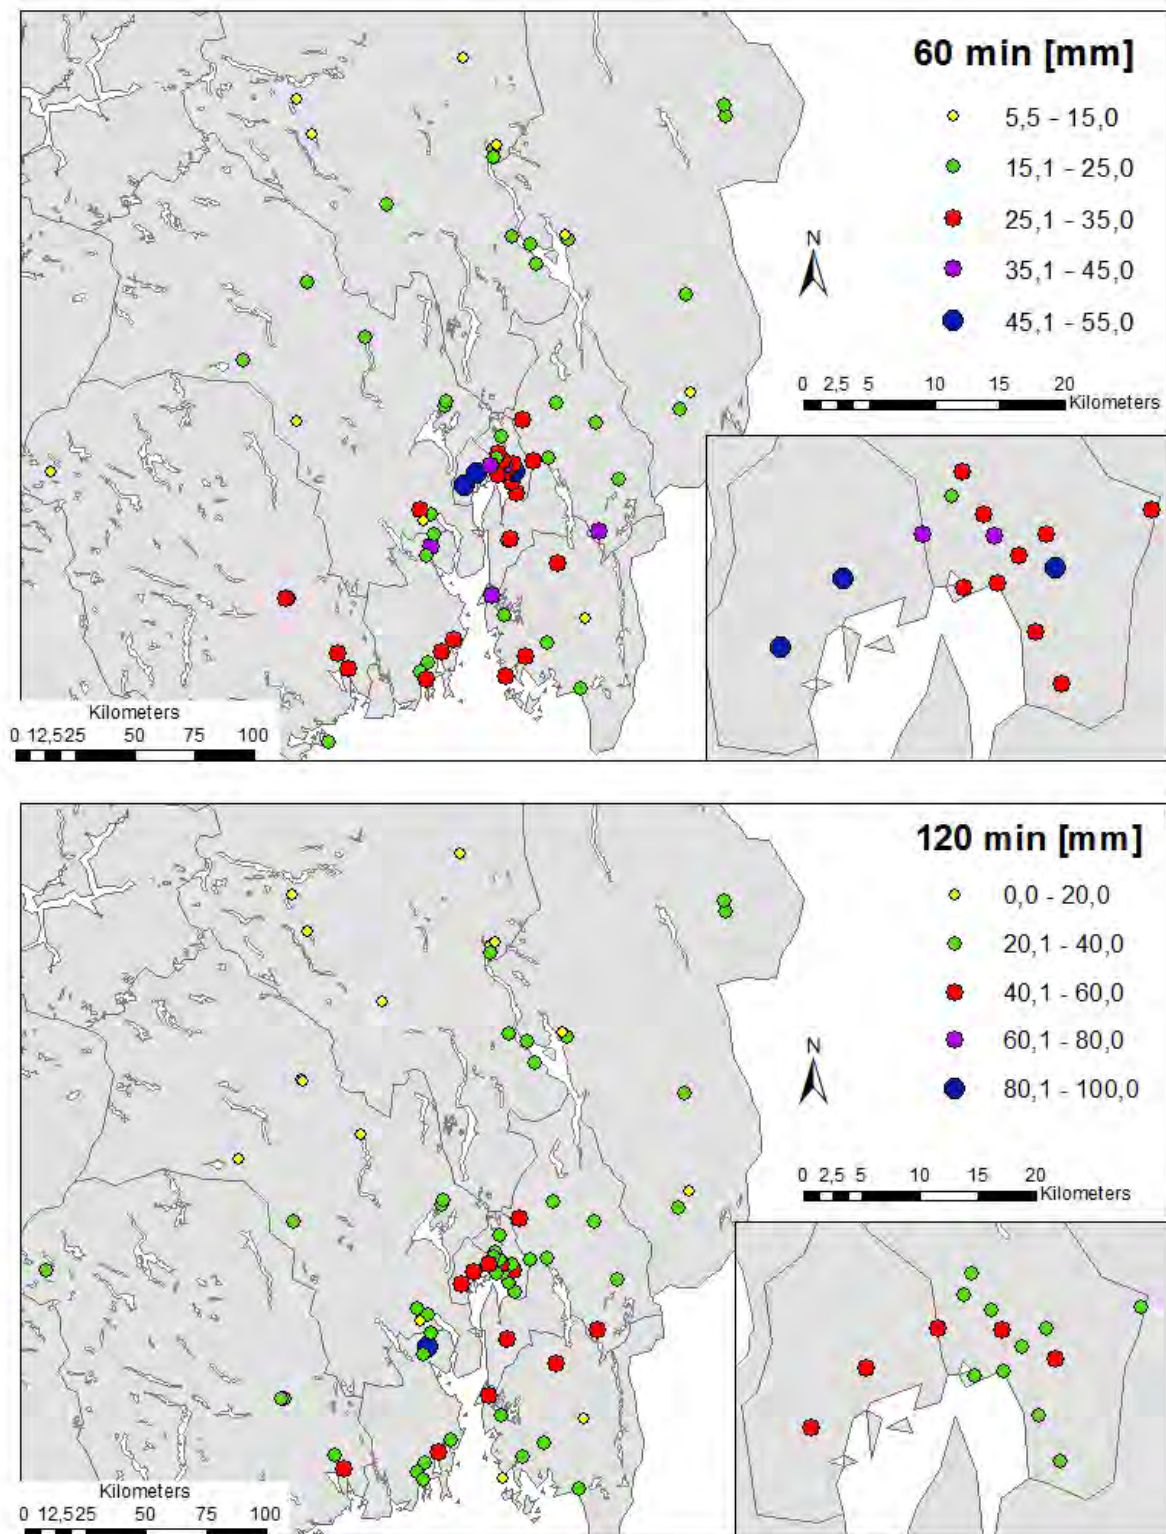 60 min [mm]
5,5 - 15,0
15,1 - 25,0
25,1 - 35,0
35,1 - 45,0
45,1 - 55,0
N
0 2,5 5 10 15 20
Kilometers
Kilometers
0 12,525 50 75 100
120 min [mm]
0,0 - 20,0
20,1 - 40,0
40,1 - 60,0
60,1 - 80,0
80,1 - 100,0
N
0 2,5 5 10 15 20
Kilometers
Kilometers
0 12,525 50 75 100